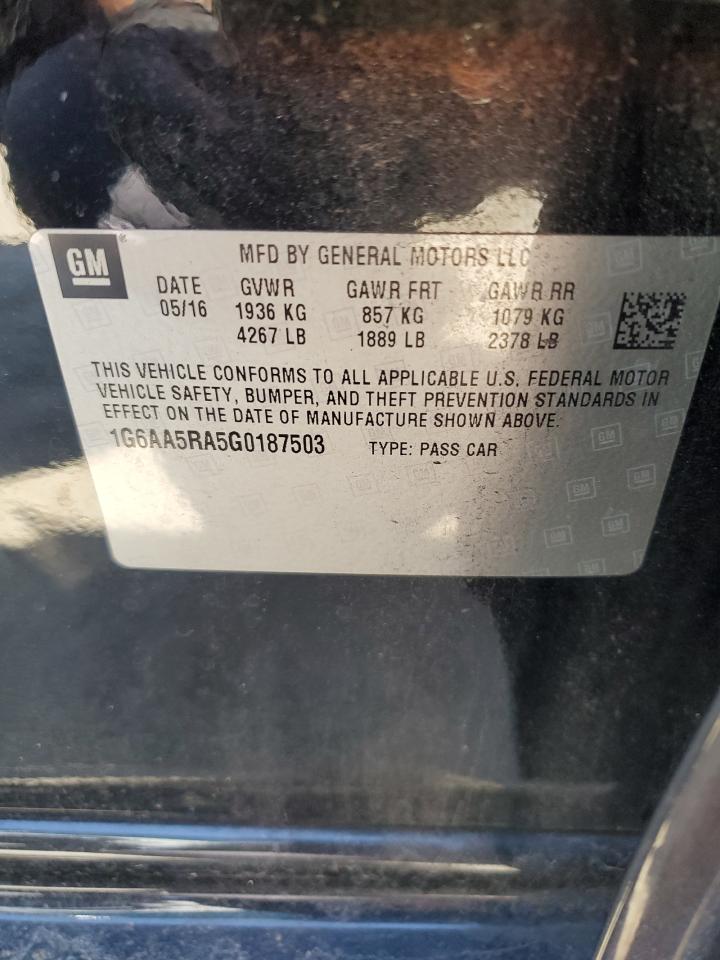 GM
MFD BY GENERAL MOTORS LLC
DATE GVWR GAWR FRT GAWR RR
05/16 1936 KG 857 KG 1079 KG
4267 LB 1889 LB 2378 LB
THIS VEHICLE CONFORMS TO ALL APPLICABLE U.S. FEDERAL MOTOR
VEHICLE SAFETY, BUMPER, AND THEFT PREVENTION STANDARDS IN
EFFECT ON THE DATE OF MANUFACTURE SHOWN ABOVE.
1G6AA5RA5G0187503 TYPE: PASS CAR